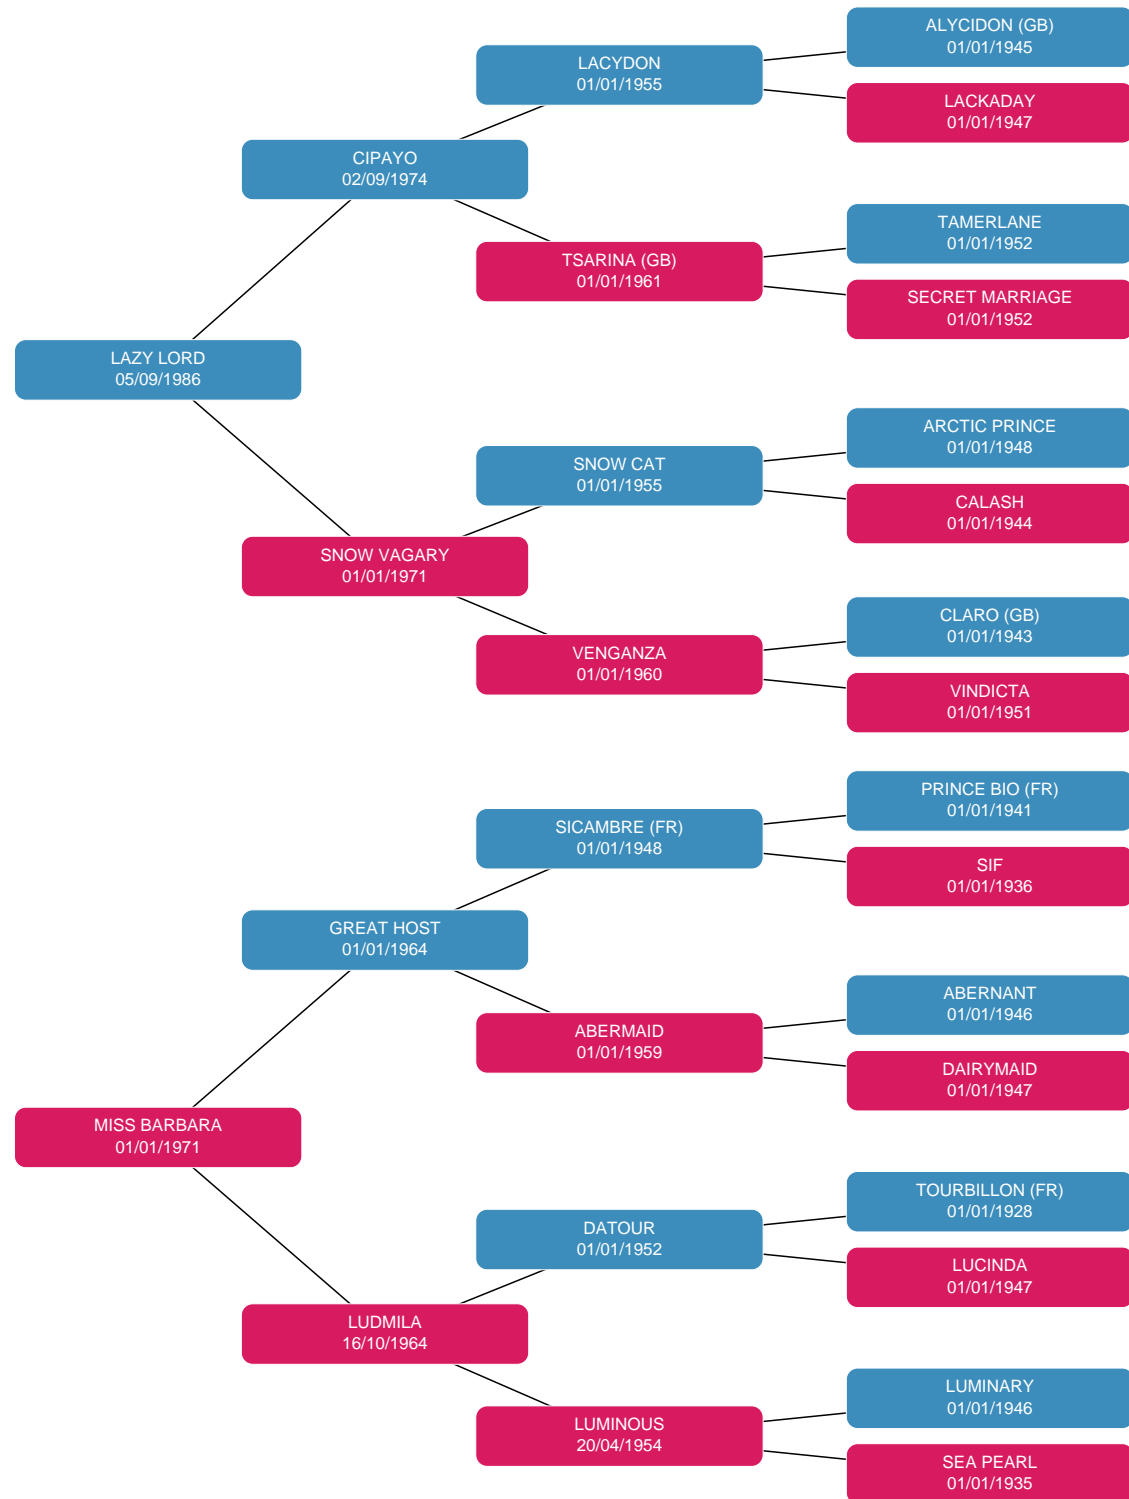 ALYCIDON (GB)
01/01/1945
LACYDON
01/01/1955
LACKADAY
01/01/1947
CIPAYO
02/09/1974
TAMERLANE
01/01/1952
TSARINA (GB)
01/01/1961
SECRET MARRIAGE
01/01/1952
LAZY LORD
05/09/1986
ARCTIC PRINCE
01/01/1948
SNOW CAT
01/01/1955
CALASH
01/01/1944
SNOW VAGARY
01/01/1971
CLARO (GB)
01/01/1943
VENGANZA
01/01/1960
VINDICTA
01/01/1951
PRINCE BIO (FR)
01/01/1941
SICAMBRE (FR)
01/01/1948
SIF
01/01/1936
GREAT HOST
01/01/1964
ABERNANT
01/01/1946
ABERMAID
01/01/1959
DAIRYMAID
01/01/1947
MISS BARBARA
01/01/1971
TOURBILLON (FR)
01/01/1928
DATOUR
01/01/1952
LUCINDA
01/01/1947
LUDMILA
16/10/1964
LUMINARY
01/01/1946
LUMINOUS
20/04/1954
SEA PEARL
01/01/1935